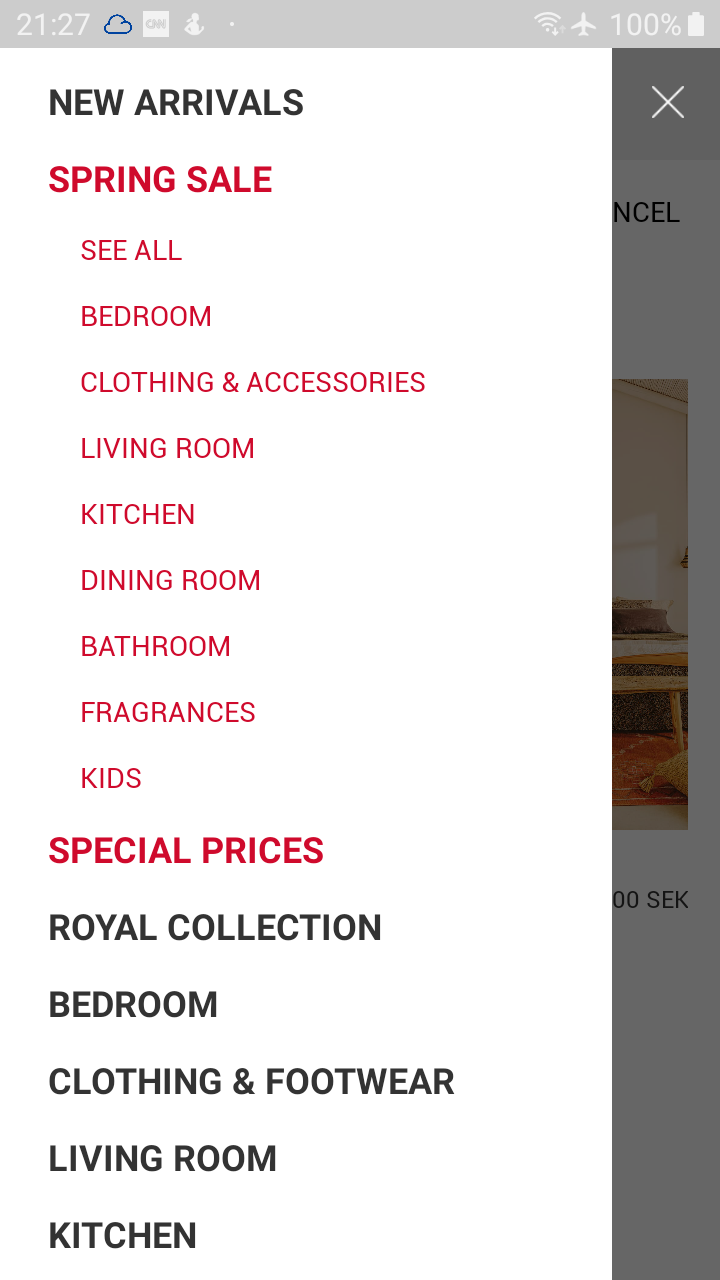 21:27 CNN 100%
NEW ARRIVALS
SPRING SALE
NCEL
SEE ALL
BEDROOM
CLOTHING & ACCESSORIES
LIVING ROOM
KITCHEN
DINING ROOM
BATHROOM
FRAGRANCES
KIDS
SPECIAL PRICES
00 SEK
ROYAL COLLECTION
BEDROOM
CLOTHING & FOOTWEAR
LIVING ROOM
KITCHEN